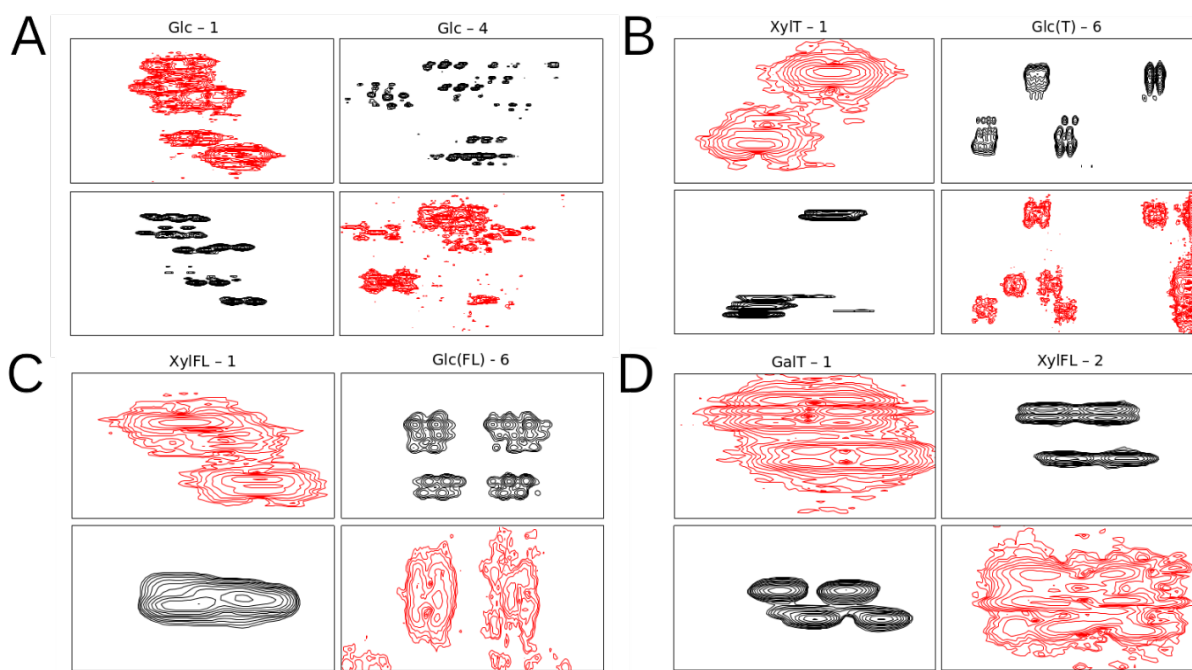 A
Glc – 1
Glc – 4
B
XylT – 1
Glc(T) – 6
C
XylFL – 1
Glc(FL) - 6
D
GalT – 1
XylFL – 2